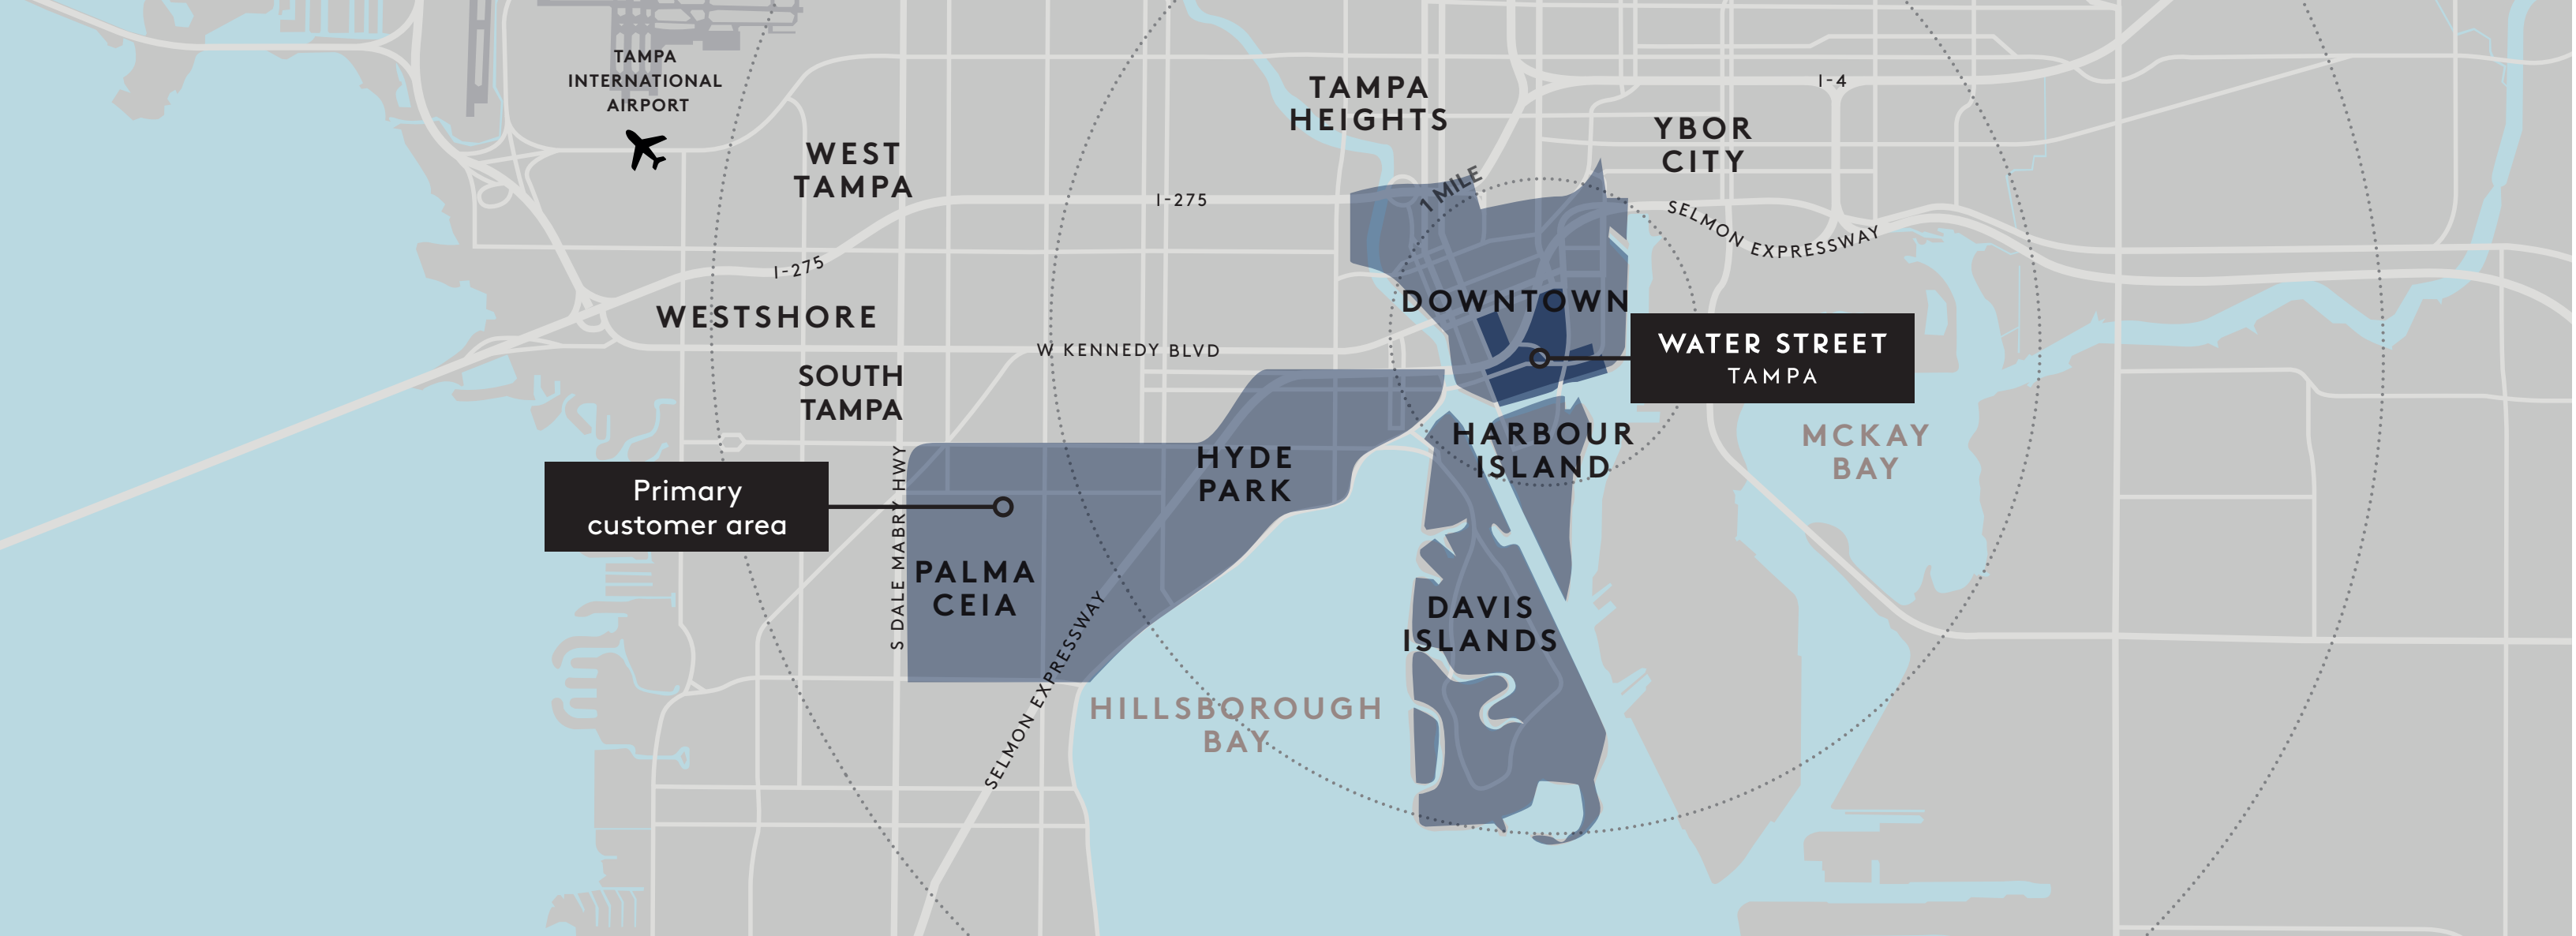 TAMPA
INTERNATIONAL
AIRPORT
TAMPA
HEIGHTS
I-4
YBOR
CITY
WEST
TAMPA
1 MILE
I-275
SELMON EXPRESSWAY
I-275
DOWNTOWN
WESTSHORE
W KENNEDY BLVD
WATER STREET
TAMPA
SOUTH
TAMPA
HARBOUR
ISLAND
MCKAY
BAY
HYDE
PARK
Primary
customer area
S DALE MABRY HWY
PALMA
CEIA
DAVIS
ISLANDS
SELMON EXPRESSWAY
HILLSBOROUGH
BAY